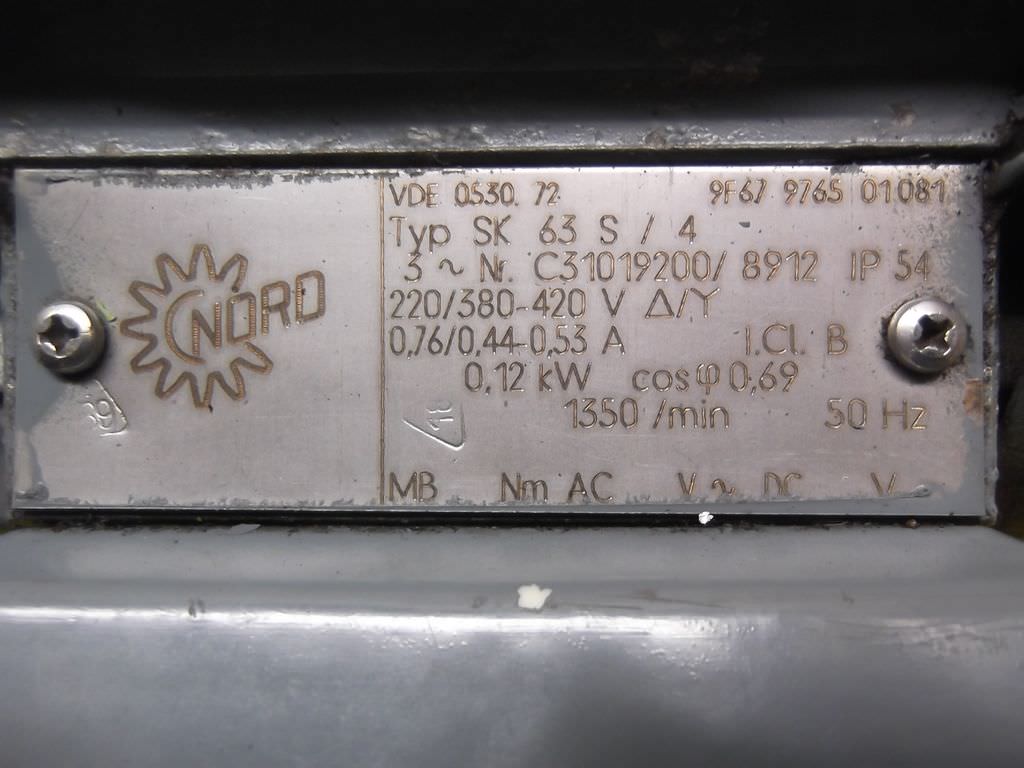 NORD
VDE 0530.72 9F67 9765 01081
Typ SK 63 S / 4
3 ~ Nr. C31019200/ 8912 IP 54
220/380-420 V Δ/Y
0,76/0,44-0,53 A I.Cl. B
0,12 kW cosφ 0,69
1350 /min 50 Hz
MB Nm AC V ~ DC V